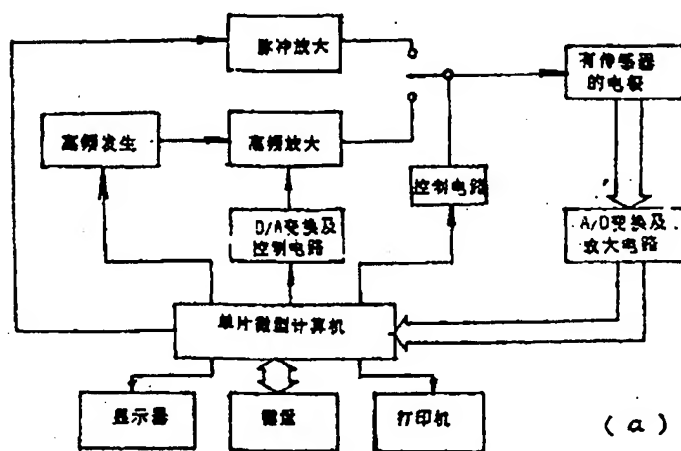 脉冲放大
有传感器
的电极
高频发生
高频放大
控制电路
D/A变换及
控制电路
A/D变换及
放大电路
单片微型计算机
显示器
键盘
打印机
(a)